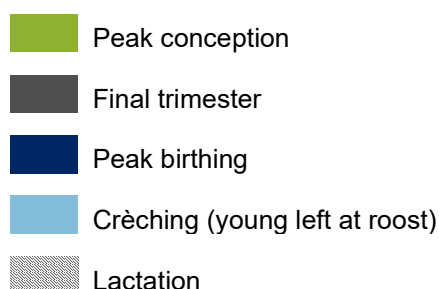 Peak conception
Final trimester
Peak birthing
Crèching (young left at roost)
Lactation